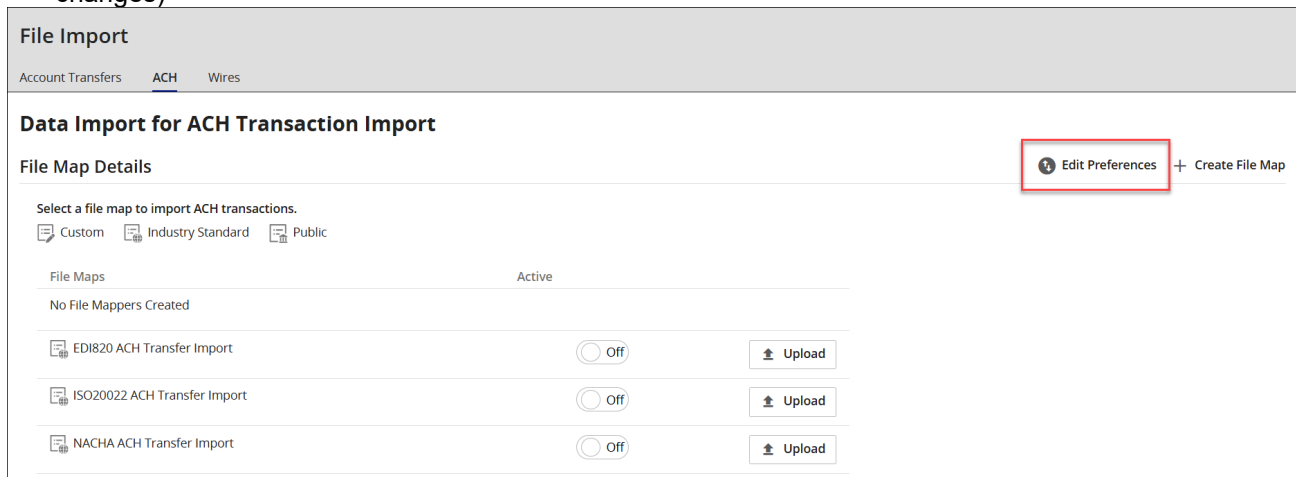 changes)
File Import
Account Transfers ACH Wires
Data Import for ACH Transaction Import
File Map Details
Edit Preferences + Create File Map
Select a file map to import ACH transactions.
Custom Industry Standard Public
File Maps Active
No File Mappers Created
EDI820 ACH Transfer Import Off Upload
ISO20022 ACH Transfer Import Off Upload
NACHA ACH Transfer Import Off Upload